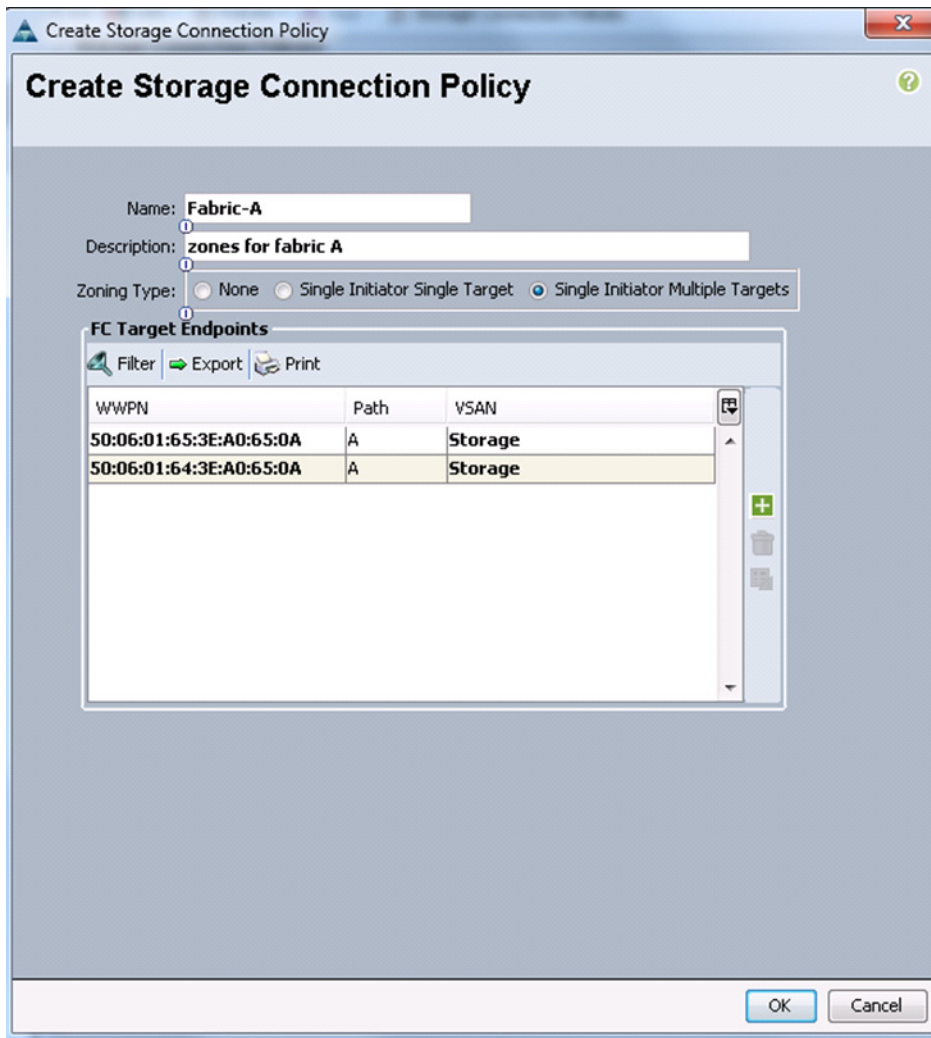 Create Storage Connection Policy
Create Storage Connection Policy
Name: Fabric-A
Description: zones for fabric A
Zoning Type: None Single Initiator Single Target Single Initiator Multiple Targets
FC Target Endpoints
Filter Export Print
WWPN Path VSAN
50:06:01:65:3E:A0:65:0A A Storage
50:06:01:64:3E:A0:65:0A A Storage
OK Cancel